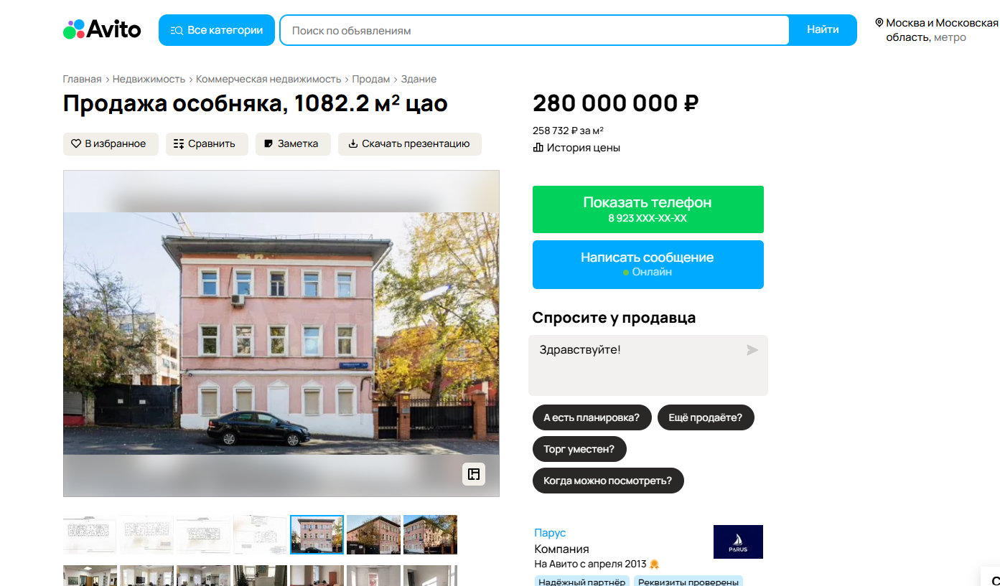 Avito
Все категории
Поиск по объявлениям
Найти
Москва и Московская
область, метро
Главная › Недвижимость › Коммерческая недвижимость › Продам › Здание
Продажа особняка, 1082.2 м² цао
280 000 000 ₽
258 732 ₽ за м²
История цены
В избранное
Сравнить
Заметка
Скачать презентацию
Показать телефон
8 923 XXX-XX-XX
Написать сообщение
Онлайн
Спросите у продавца
Здравствуйте!
А есть планировка?
Ещё продаёте?
Торг уместен?
Когда можно посмотреть?
Парус
Компания
На Авито с апреля 2013
PARUS
Надёжный партнёр
Реквизиты проверены